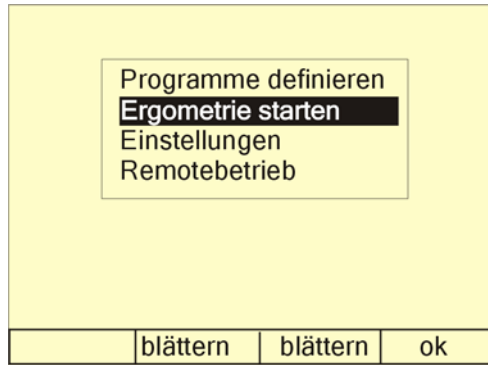 Programme definieren
Ergometrie starten
Einstellungen
Remotebetrieb
blättern blättern ok